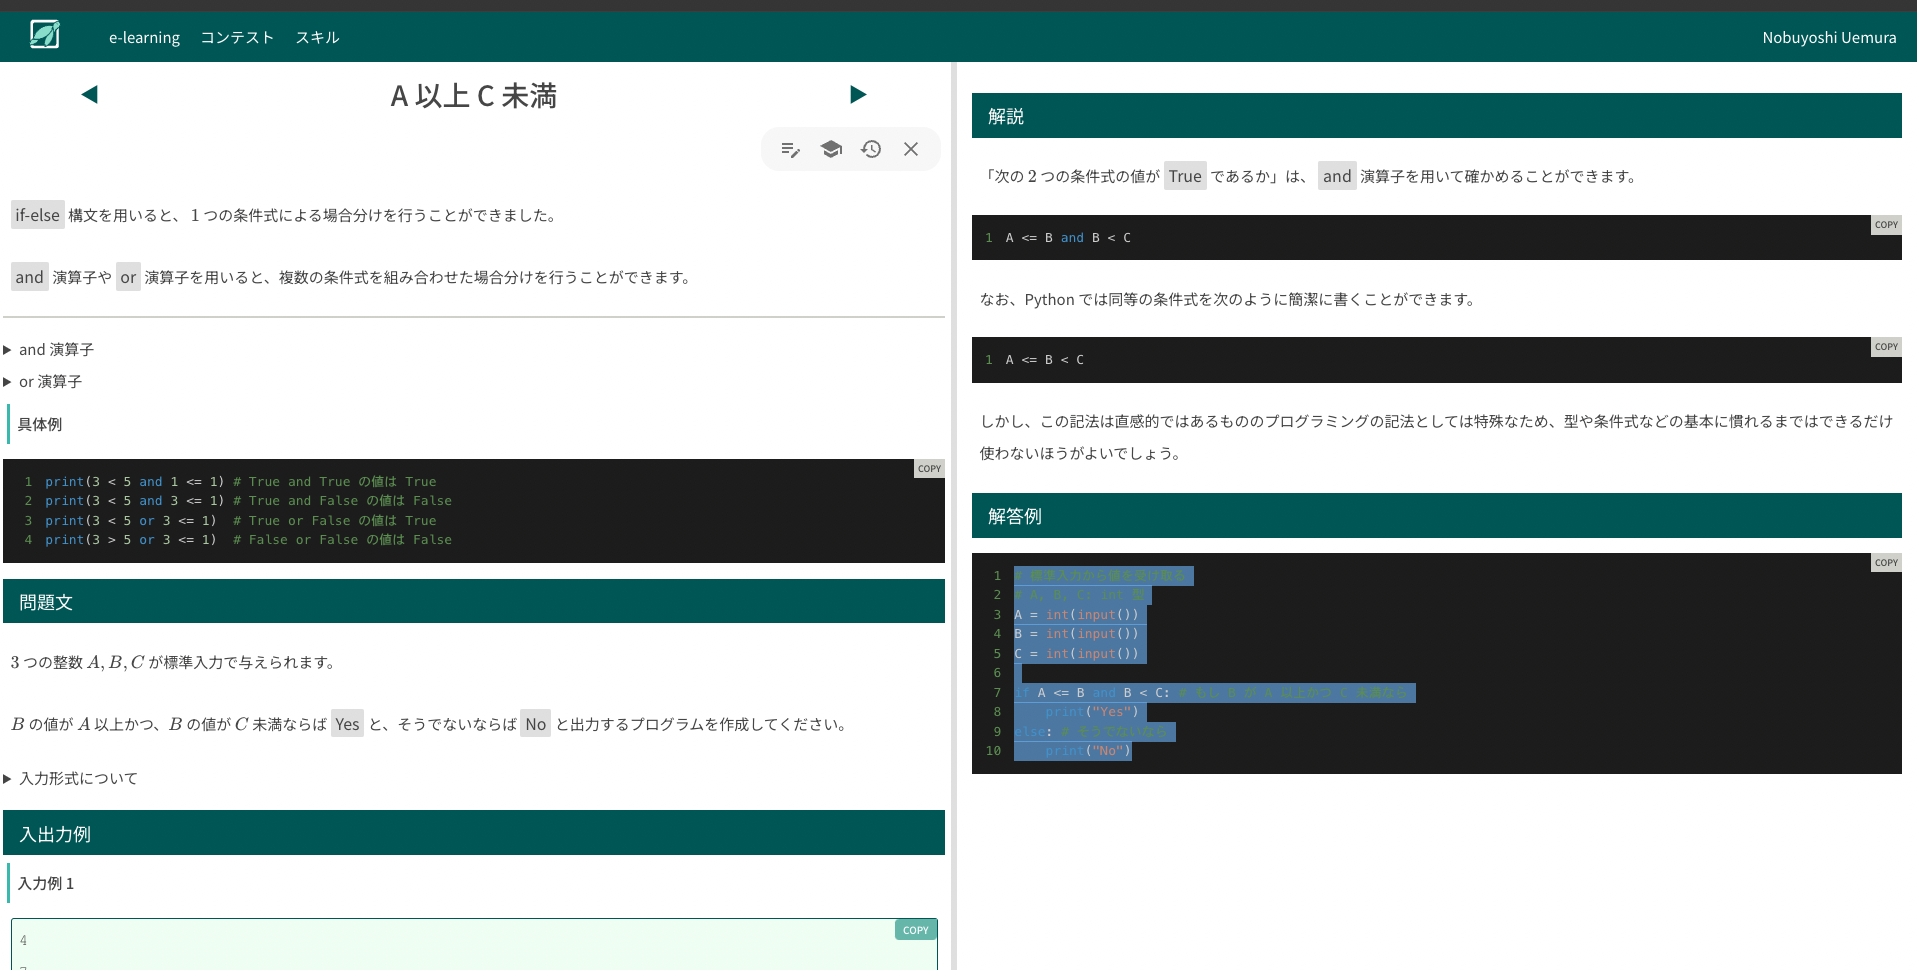 e-learning コンテスト スキル Nobuyoshi Uemura
A 以上 C 未満
if-else 構文を用いると、 1 つの条件式による場合分けを行うことができました。
and 演算子や or 演算子を用いると、複数の条件式を組み合わせた場合分けを行うことができます。
and 演算子
or 演算子
具体例
COPY
1 print(3 < 5 and 1 <= 1) # True and True の値は True
2 print(3 < 5 and 3 <= 1) # True and False の値は False
3 print(3 < 5 or 3 <= 1)  # True or False の値は True
4 print(3 > 5 or 3 <= 1)  # False or False の値は False
問題文
3 つの整数 A, B, C が標準入力で与えられます。
B の値が A 以上かつ、B の値が C 未満ならば Yes と、そうでないならば No と出力するプログラムを作成してください。
入力形式について
入出力例
入力例 1
COPY
4
解説
「次の 2 つの条件式の値が True であるか」は、 and 演算子を用いて確かめることができます。
COPY
1 A <= B and B < C
なお、Python では同等の条件式を次のように簡潔に書くことができます。
COPY
1 A <= B < C
しかし、この記法は直感的ではあるもののプログラミングの記法としては特殊なため、型や条件式などの基本に慣れるまではできるだけ
使わないほうがよいでしょう。
解答例
COPY
1 # 標準入力から値を受け取る
2 # A, B, C: int 型
3 A = int(input())
4 B = int(input())
5 C = int(input())
6
7 if A <= B and B < C: # もし B が A 以上かつ C 未満なら
8     print("Yes")
9 else: # そうでないなら
10     print("No")